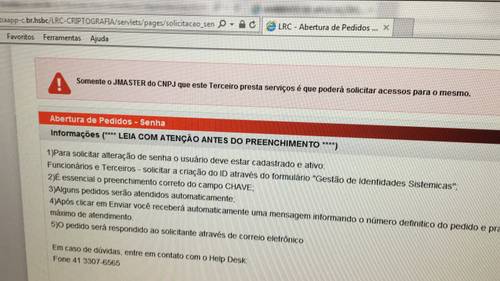 oaapp-c.br.hsbc/LRC-CRIPTOGRAFIA/servlets/pages/solicitacao_sen
LRC - Abertura de Pedidos ...
Favoritos Ferramentas Ajuda
Somente o JMASTER do CNPJ que este Terceiro presta serviços é que poderá solicitar acessos para o mesmo.
Abertura de Pedidos - Senha
Informações (**** LEIA COM ATENÇÃO ANTES DO PREENCHIMENTO ****)
1)Para solicitar alteração de senha o usuário deve estar cadastrado e ativo:
Funcionários e Terceiros - solicitar a criação do ID através do formulário "Gestão de Identidades Sistemicas";
2)É essencial o preenchimento correto do campo CHAVE;
3)Alguns pedidos serão atendidos automaticamente;
4)Após clicar em Enviar você receberá automaticamente uma mensagem informando o número definitico do pedido e pra
máximo de atendimento.
5)O pedido será respondido ao solicitante através de correio eletrônico
Em caso de dúvidas, entre em contato com o Help Desk:
Fone 41 3307-6565